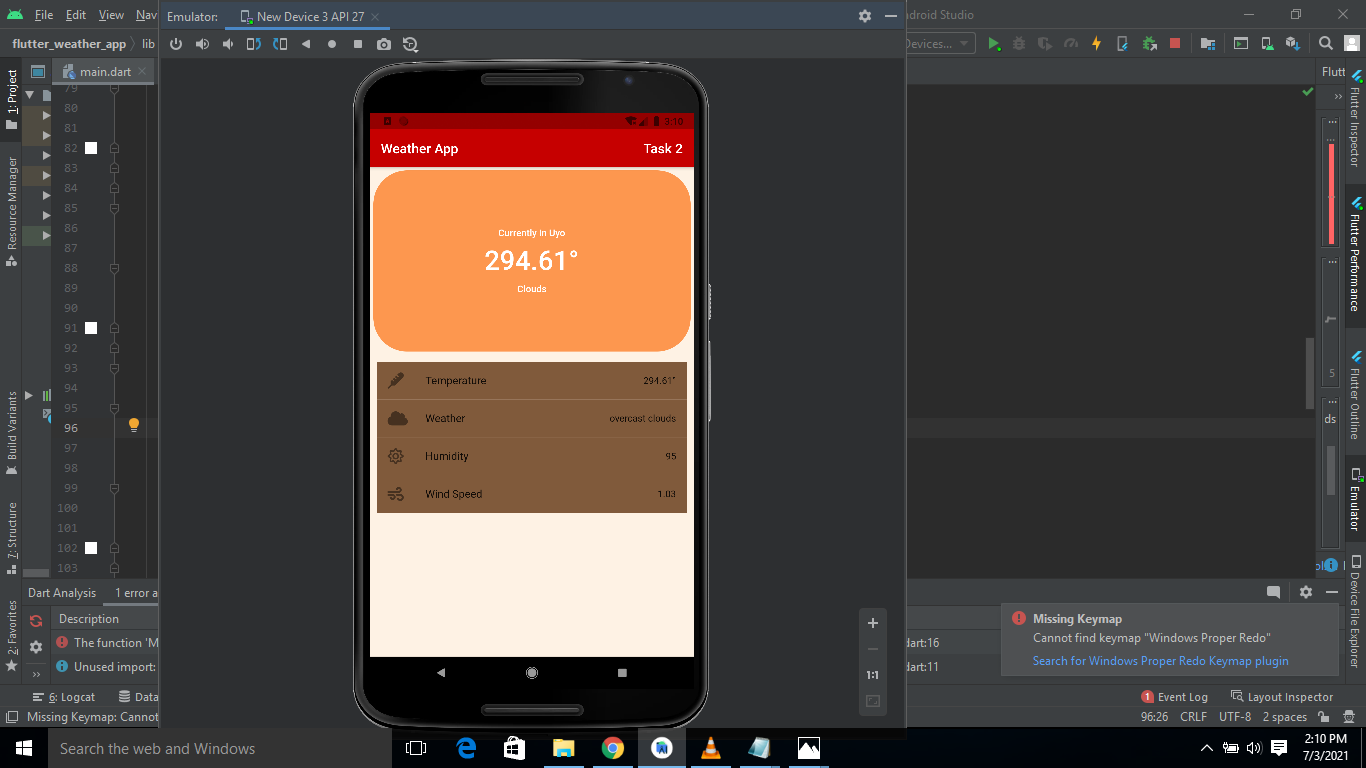 File Edit View Nav
Emulator: New Device 3 API 27
ndroid Studio
flutter_weather_app lib
Devices...
main.dart
Flutt
1: Project
Resource Manager
Build Variants
7: Structure
2: Favorites
79
80
81
82
83
84
85
86
87
88
89
90
91
92
93
94
95
96
97
98
99
100
101
102
103
3:10
Weather App Task 2
Currently In Uyo
294.61°
Clouds
Temperature 294.61°
Weather overcast clouds
Humidity 95
Wind Speed 1.03
1:1
Flutter Inspector
Flutter Performance
Flutter Outline
Emulator
Device File Explorer
5
ds
Dart Analysis 1 error a
Description
The function 'M
dart:16
Unused import:
dart:11
Missing Keymap
Cannot find keymap "Windows Proper Redo"
Search for Windows Proper Redo Keymap plugin
6: Logcat Data
1 Event Log Layout Inspector
Missing Keymap: Cannot
96:26 CRLF UTF-8 2 spaces
Search the web and Windows
2:10 PM
7/3/2021